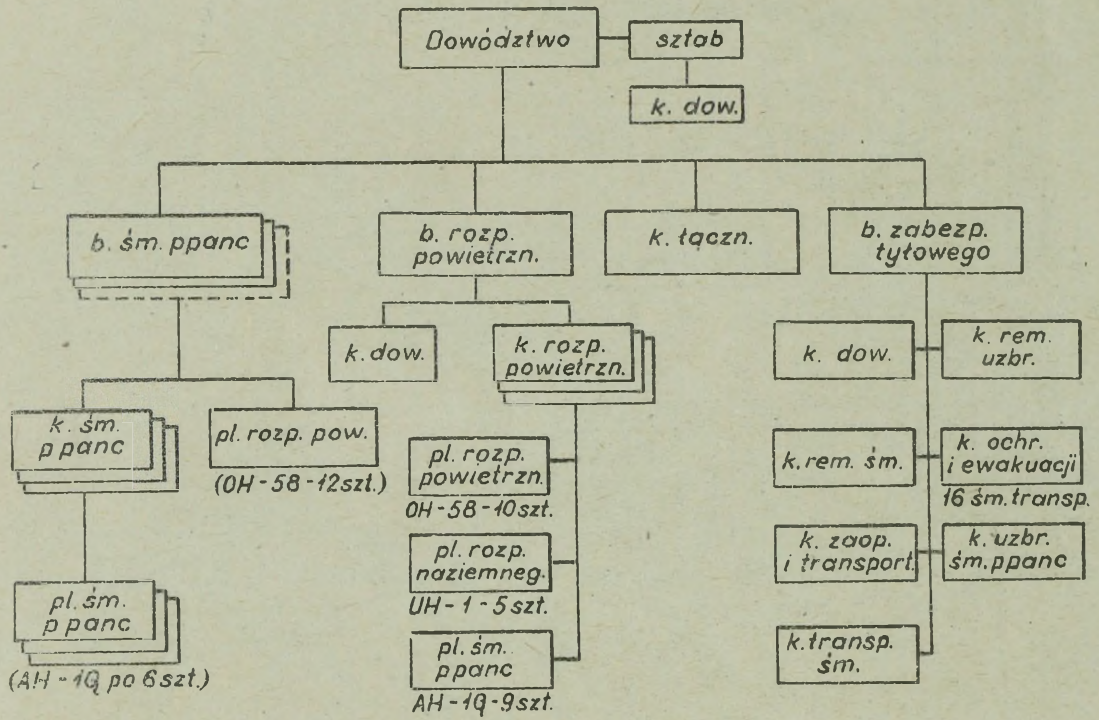 Dowództwo
sztab
k. dow.
b. śm. ppanc
b. rozp.
powietrzn.
k. łączn.
b. zabezp.
tyłowego
k. dow.
k. rozp.
powietrzn.
k. dow.
k. rem.
uzbr.
k. śm.
p panc
pl. rozp. pow.
(OH-58-12szt.)
pl. rozp.
powietrzn.
OH-58-10szt.
k. rem. śm.
k. ochr.
i ewakuacji
16 śm. transp.
pl. rozp.
naziemneg.
UH-1-5szt.
k. zaop.
i transport.
k. uzbr.
śm. ppanc
pl. śm.
p panc
(AH-1Q po 6szt.)
pl. śm.
ppanc
AH-1Q-9szt.
k. transp.
śm.